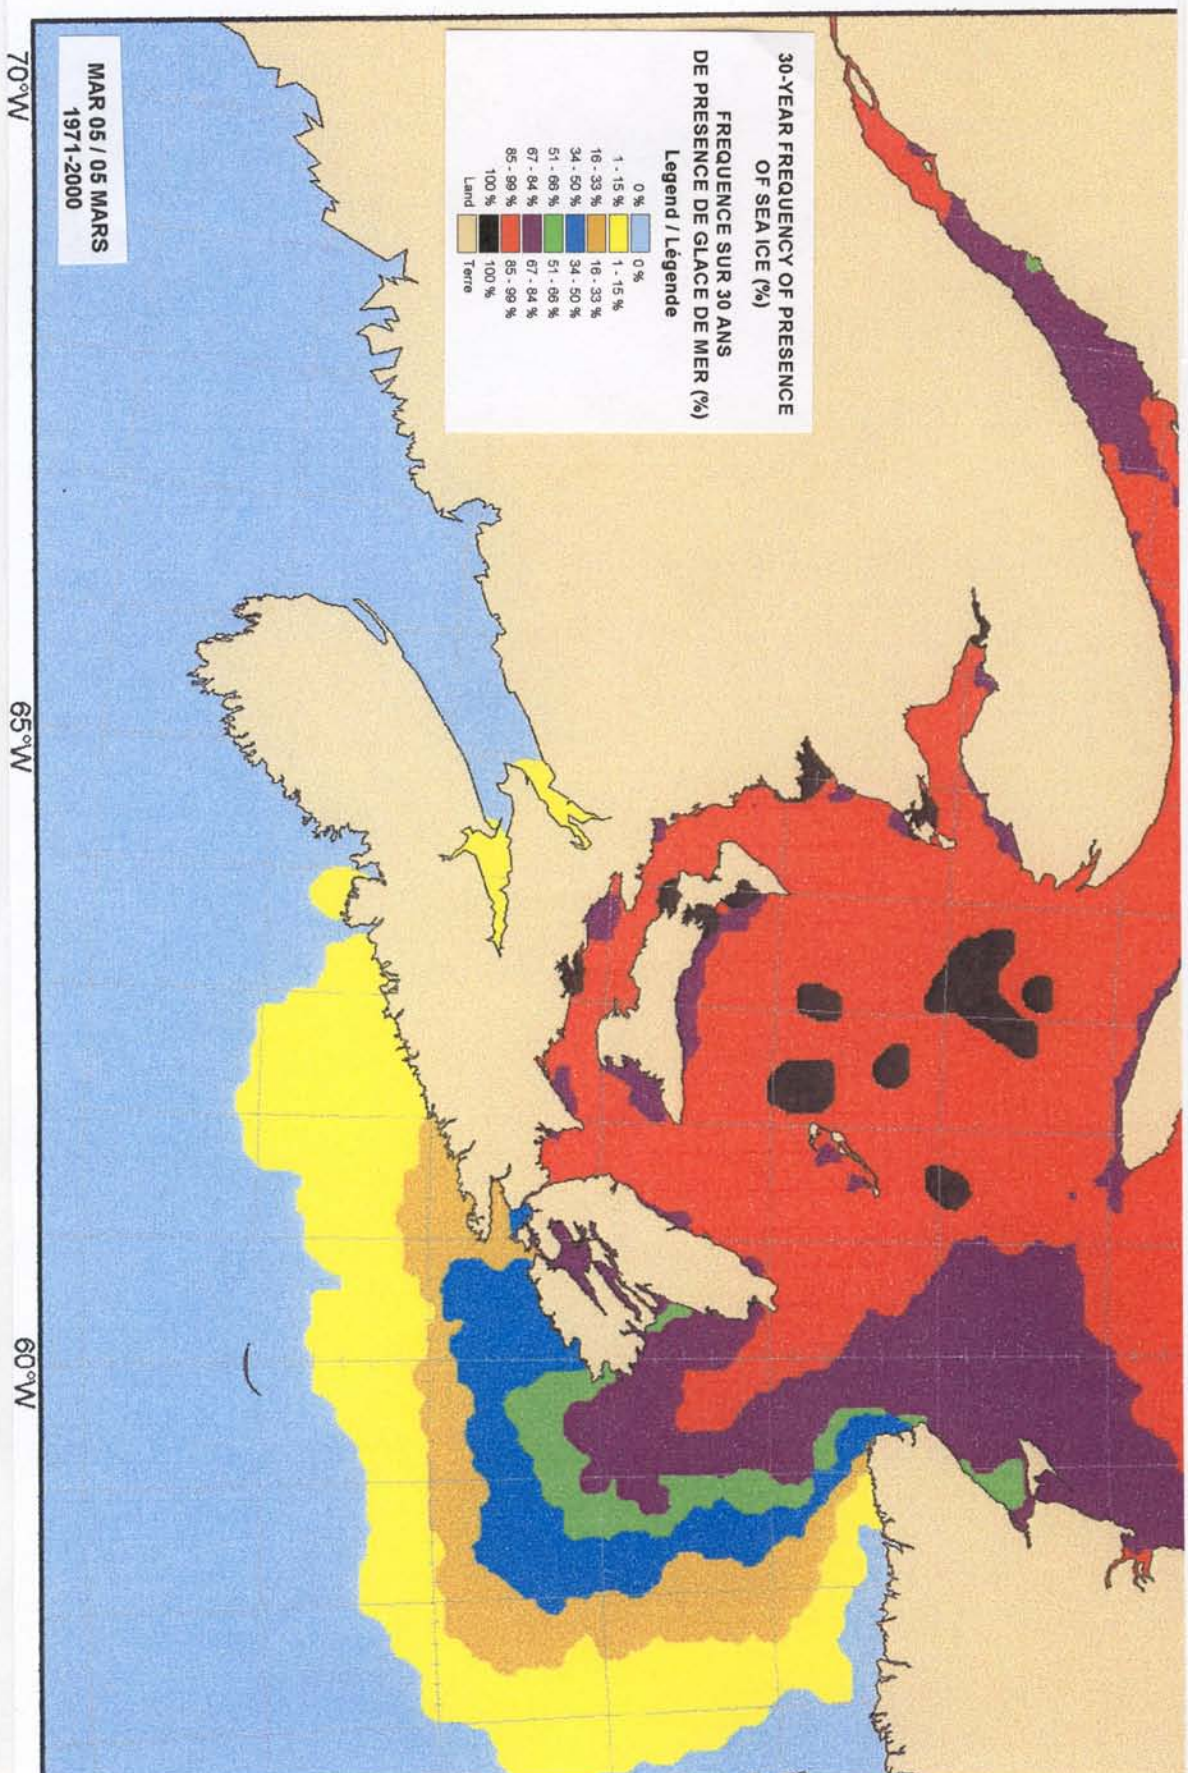 30-YEAR FREQUENCY OF PRESENCE
OF SEA ICE (%)
FREQUENCE SUR 30 ANS
DE PRESENCE DE GLACE DE MER (%)
Legend / Légende
0 % 0 %
1 - 15 % 1 - 15 %
16 - 33 % 16 - 33 %
34 - 50 % 34 - 50 %
51 - 66 % 51 - 66 %
67 - 84 % 67 - 84 %
85 - 99 % 85 - 99 %
100 % 100 %
Land Terre
MAR 05 / 05 MARS
1971-2000
70°W
65°W
60°W